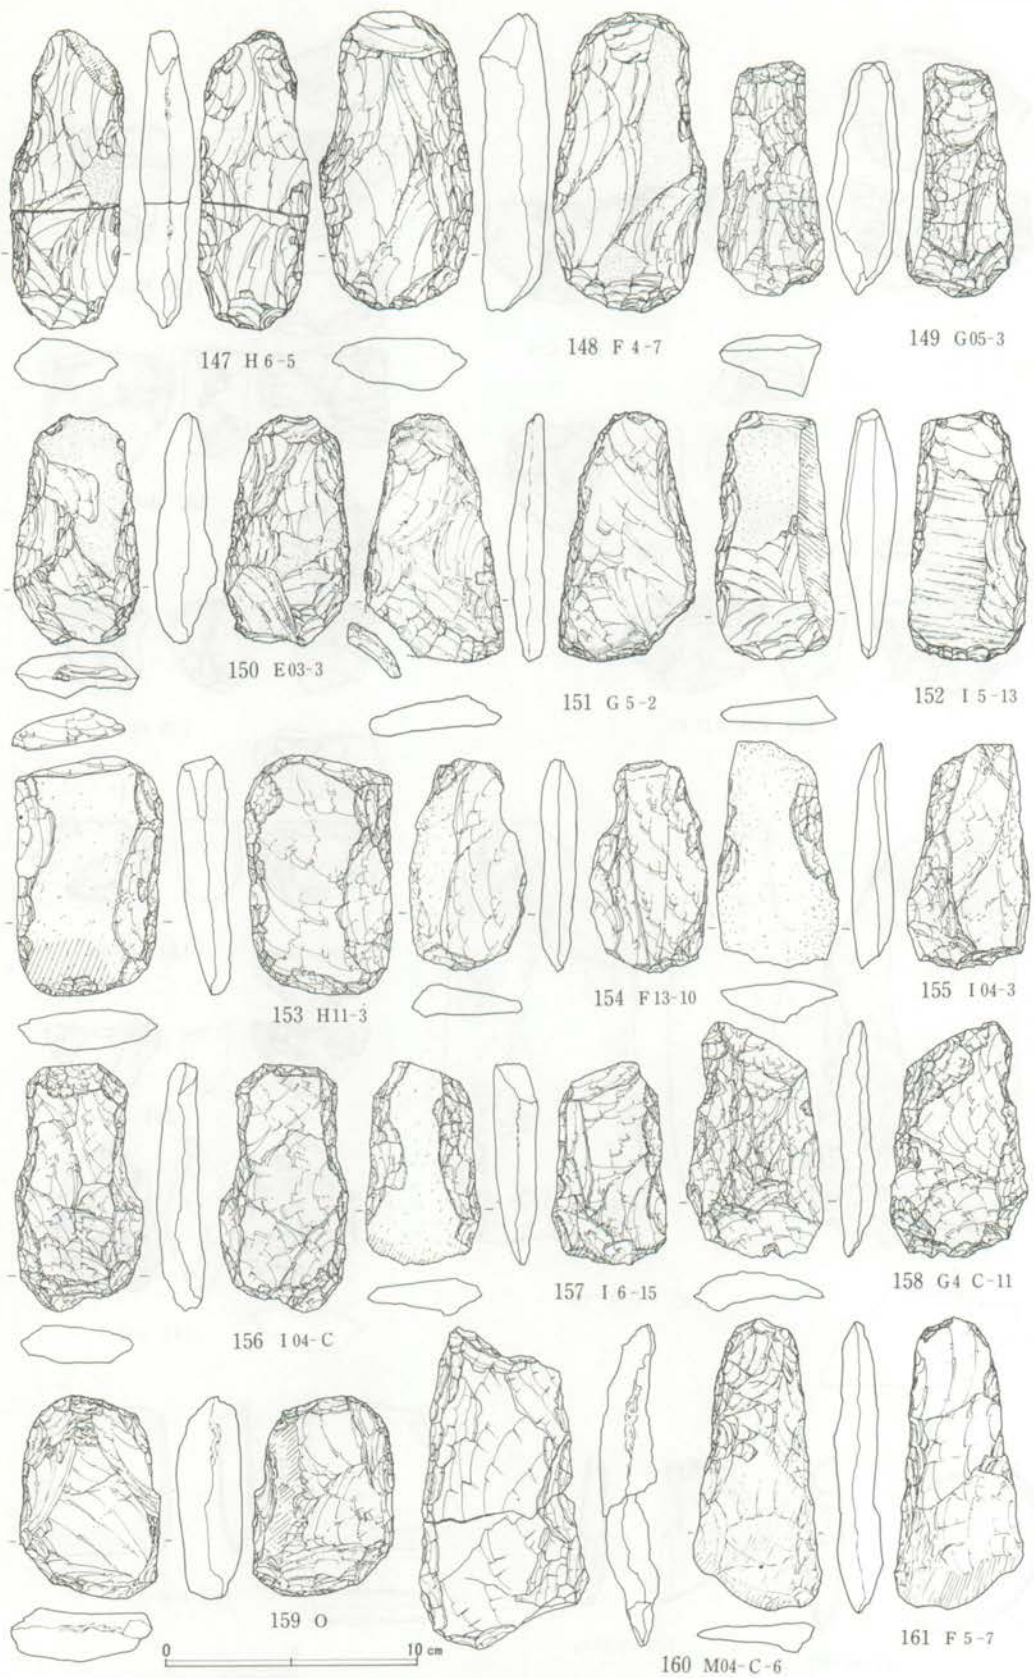 147 H 6-5
148 F 4-7
149 G05-3
150 E03-3
151 G 5-2
152 I 5-13
153 H11-3
154 F13-10
155 I 04-3
156 I 04-C
157 I 6-15
158 G4 C-11
159 O
160 M04-C-6
161 F 5-7
0 10 cm